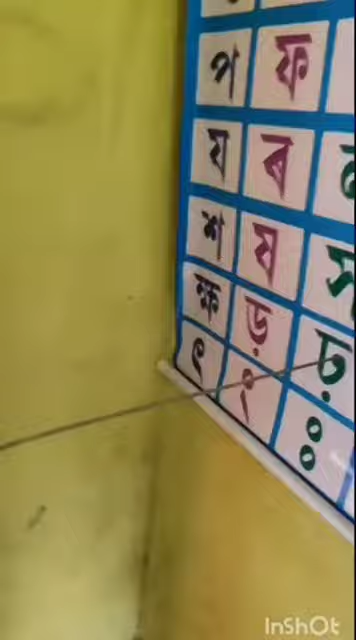 প ফ
য ৰ
শ ষ স
ক্ষ ড় ঢ়
ৎ ং ঃ
InShOt